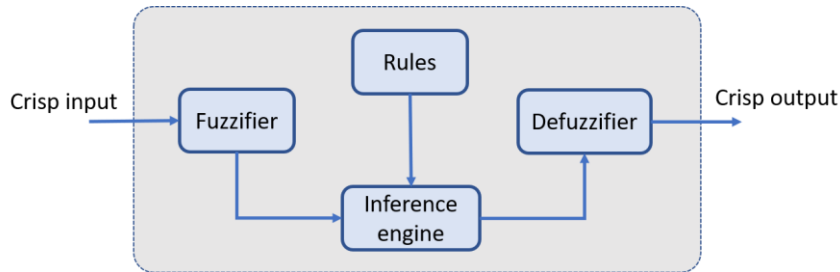 Crisp input
Fuzzifier
Rules
Inference
engine
Defuzzifier
Crisp output